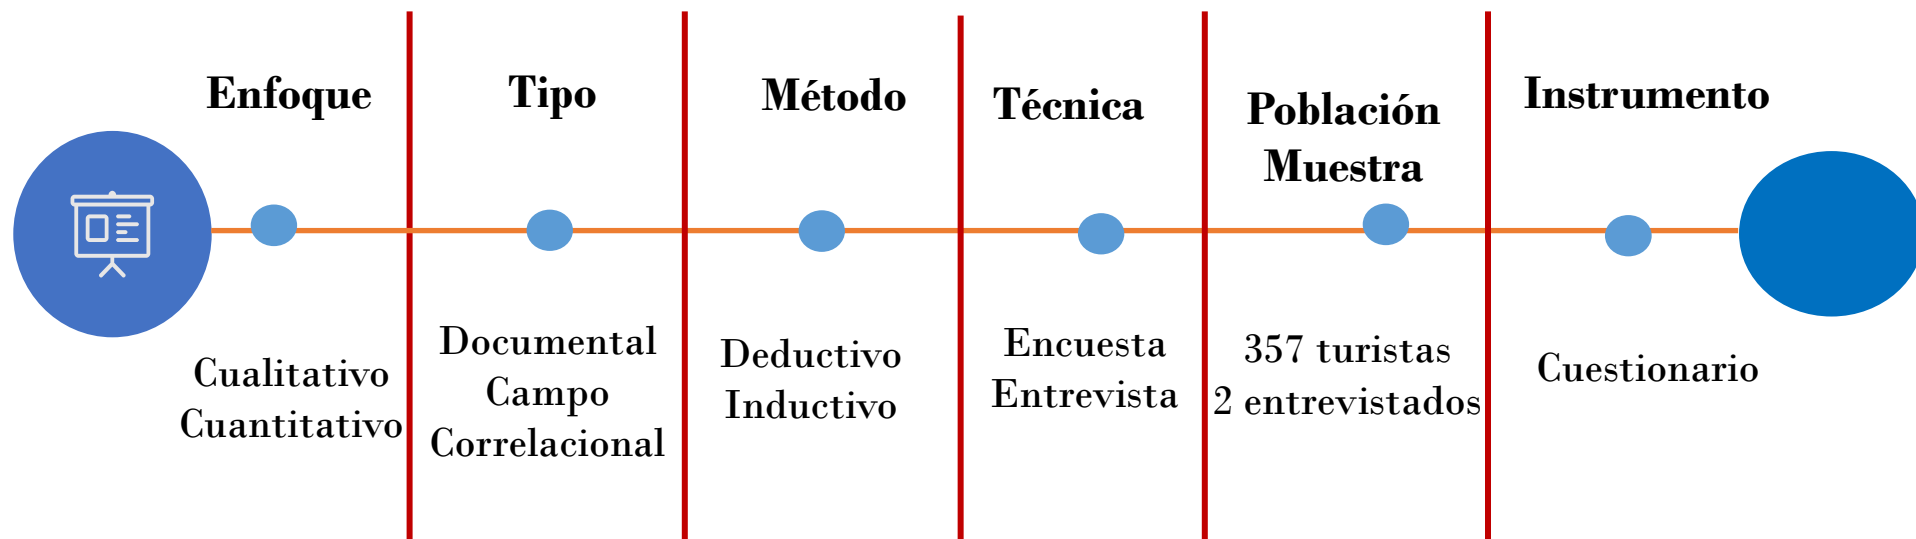 Enfoque
Cualitativo
Cuantitativo
Tipo
Documental
Campo
Correlacional
Método
Deductivo
Inductivo
Técnica
Encuesta
Entrevista
Población
Muestra
357 turistas
2 entrevistados
Instrumento
Cuestionario